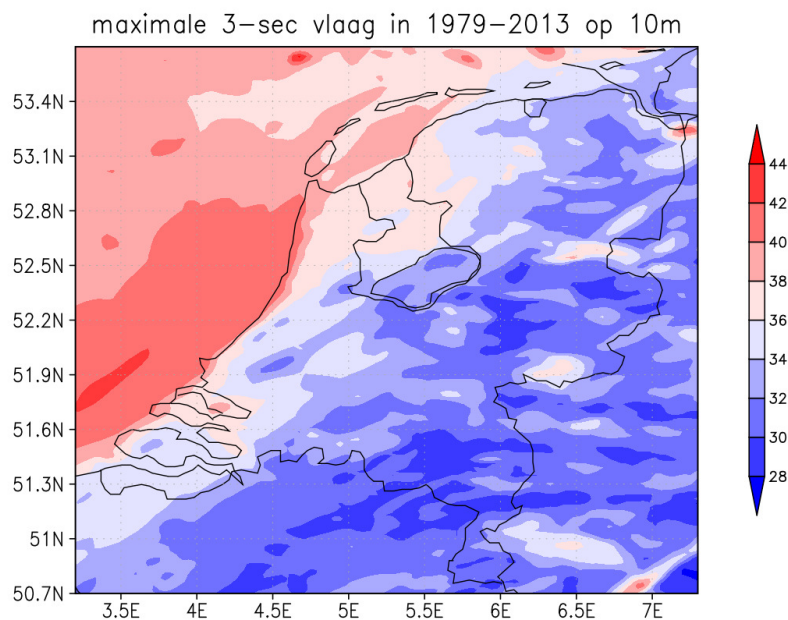 maximale 3-sec vlaag in 1979-2013 op 10m
53.4N
53.1N
52.8N
52.5N
52.2N
51.9N
51.6N
51.3N
51N
50.7N
3.5E 4E 4.5E 5E 5.5E 6E 6.5E 7E
44
42
40
38
36
34
32
30
28